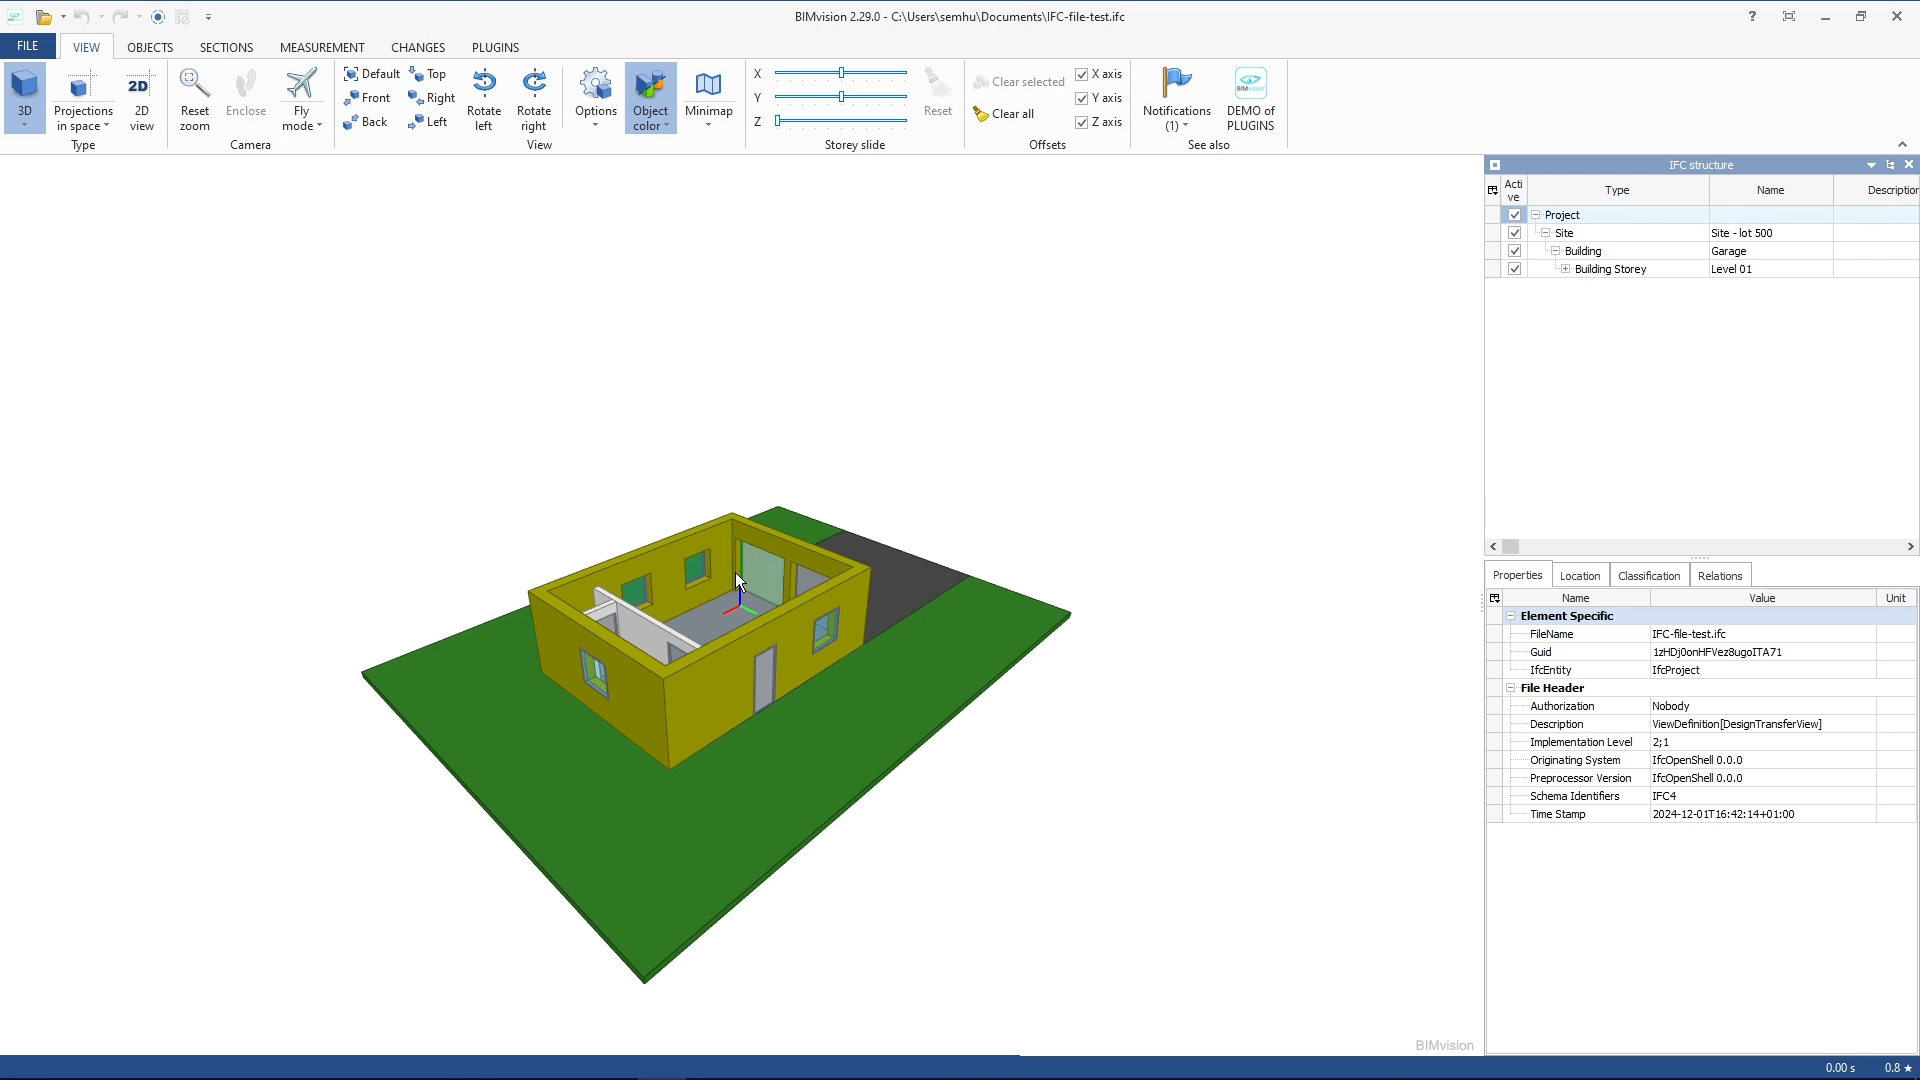 BIMvision 2.29.0 - C:\Users\semhu\Documents\IFC-file-test.ifc
FILE VIEW OBJECTS SECTIONS MEASUREMENT CHANGES PLUGINS
3D
Projections in space
2D
2D view
Type
Reset zoom
Enclose
Fly mode
Camera
Default Top
Front Right
Back Left
Rotate left
Rotate right
Options
Object color
Minimap
View
X
Y
Z
Reset
Storey slide
Clear selected
Clear all
X axis
Y axis
Z axis
Offsets
Notifications (1)
BIMvision
DEMO of PLUGINS
See also
IFC structure
Active Type Name Description
Project
Site Site - lot 500
Building Garage
Building Storey Level 01
Properties Location Classification Relations
Name Value Unit
Element Specific
FileName IFC-file-test.ifc
Guid 1zHDj0onHFVez8ugoITA71
IfcEntity IfcProject
File Header
Authorization Nobody
Description ViewDefinition[DesignTransferView]
Implementation Level 2;1
Originating System IfcOpenShell 0.0.0
Preprocessor Version IfcOpenShell 0.0.0
Schema Identifiers IFC4
Time Stamp 2024-12-01T16:42:14+01:00
BIMvision
0.00 s 0.8 ★